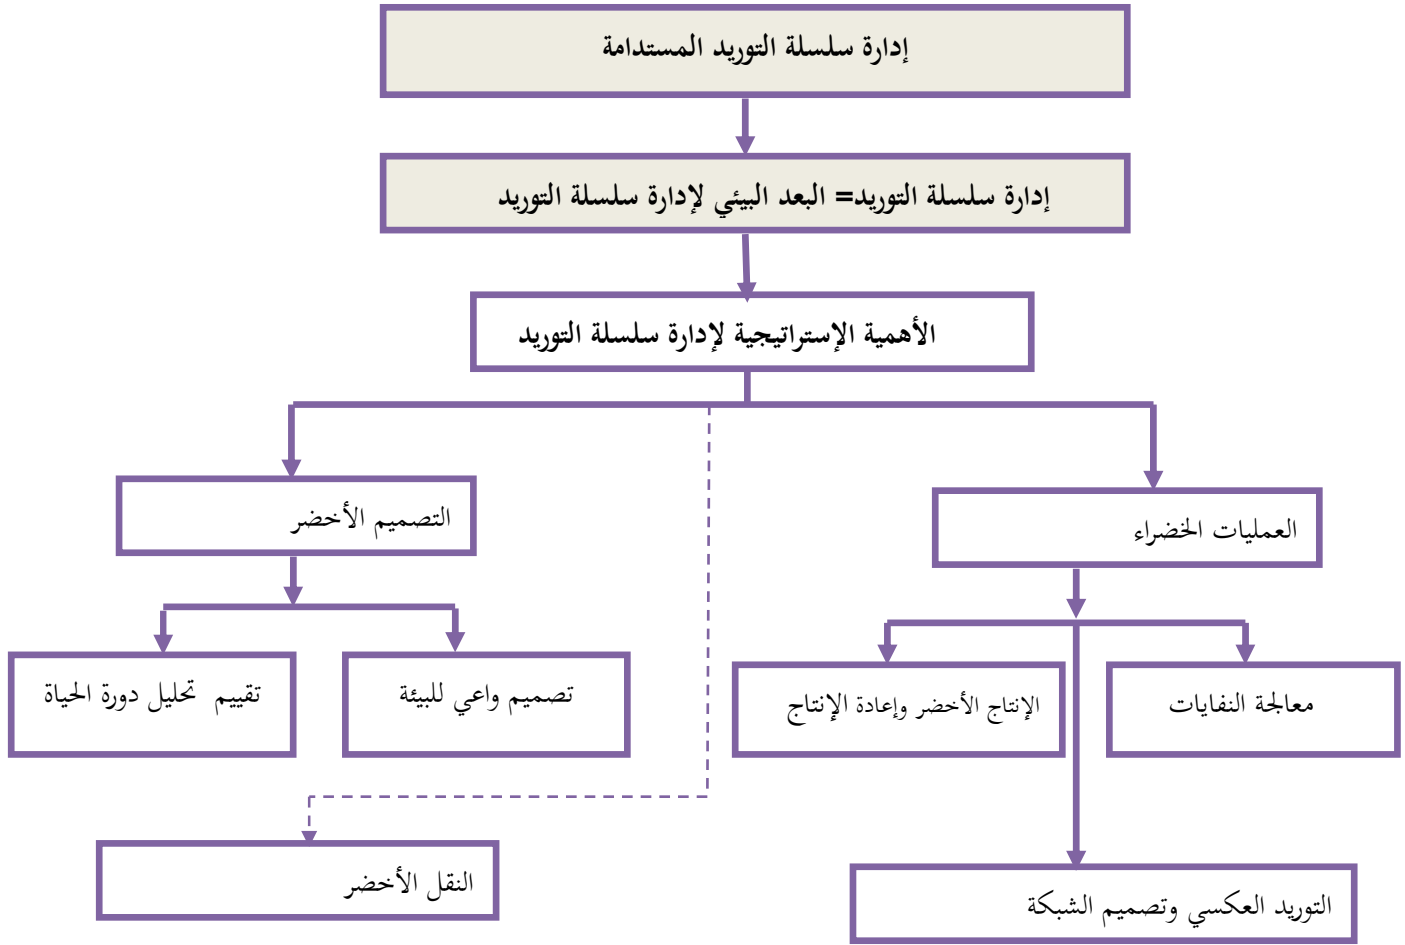 إدارة سلسلة التوريد المستدامة
إدارة سلسلة التوريد= البعد البيئي لإدارة سلسلة التوريد
الأهمية الإستراتيجية لإدارة سلسلة التوريد
العمليات الخضراء
التصميم الأخضر
معالجة النفايات
الإنتاج الأخضر وإعادة الإنتاج
تصميم واعي للبيئة
تقييم تحليل دورة الحياة
التوريد العكسي وتصميم الشبكة
النقل الأخضر